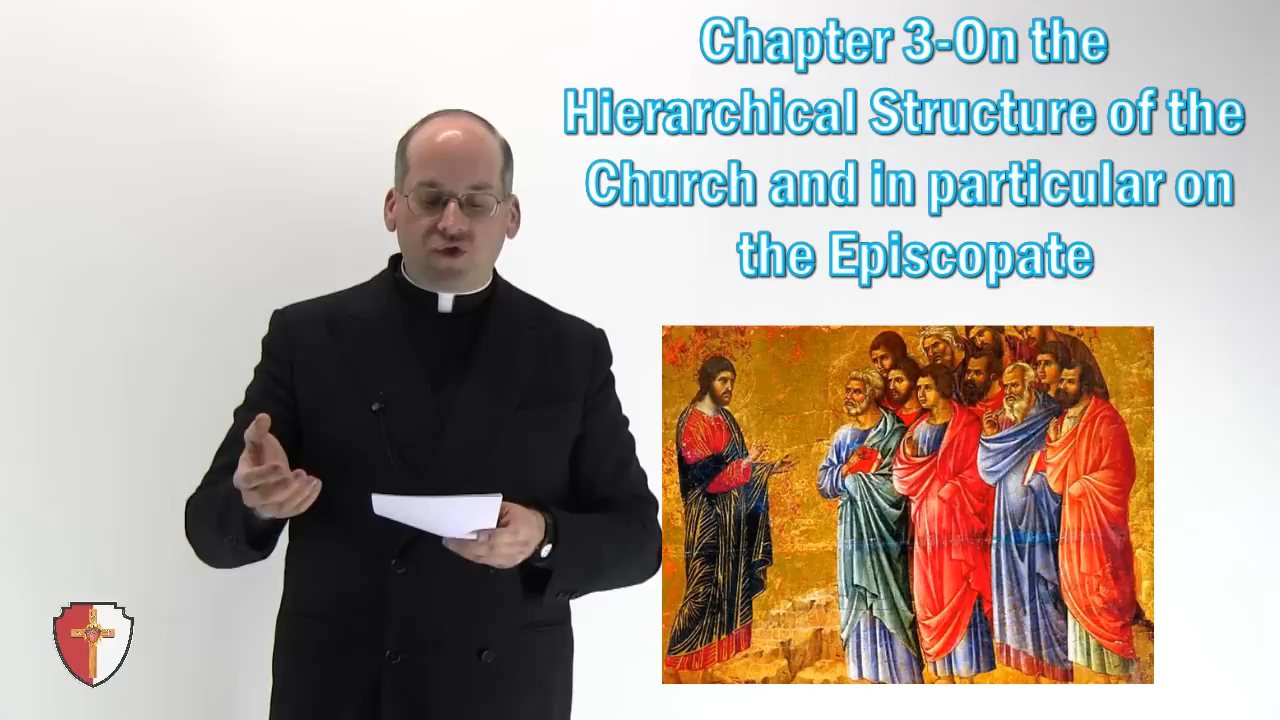 Chapter 3-On the
Hierarchical Structure of the
Church and in particular on
the Episcopate